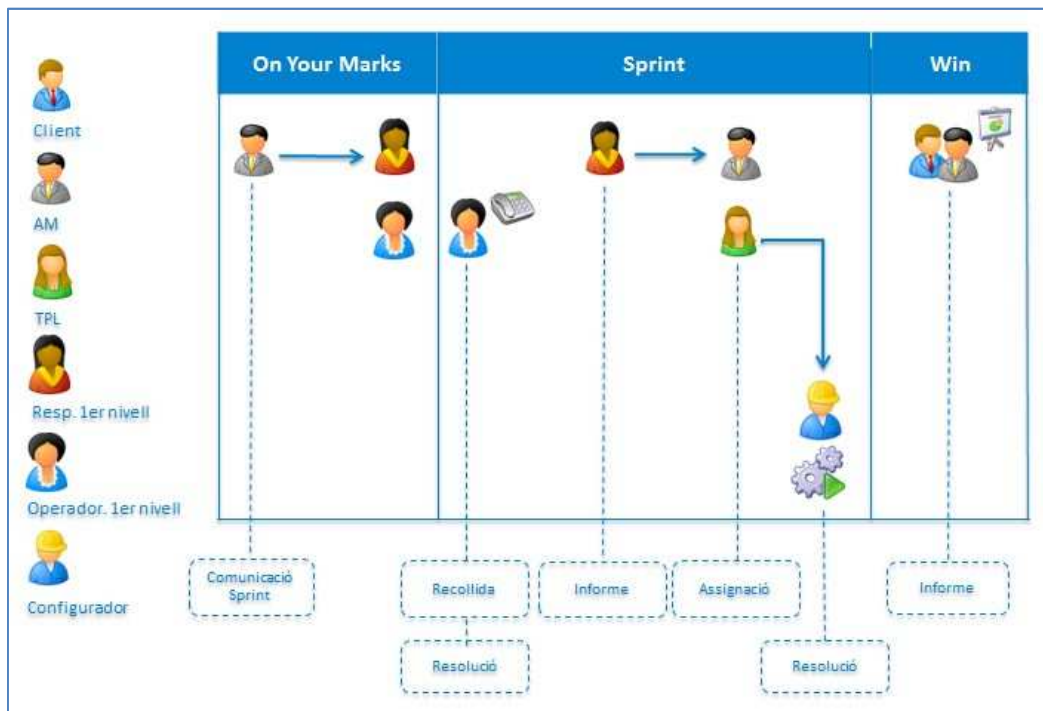 On Your Marks
Sprint
Win
Client
AM
TPL
Resp. 1er nivell
Operador. 1er nivell
Configurador
Comunicació
Sprint
Recollida
Informe
Assignació
Informe
Resolució
Resolució